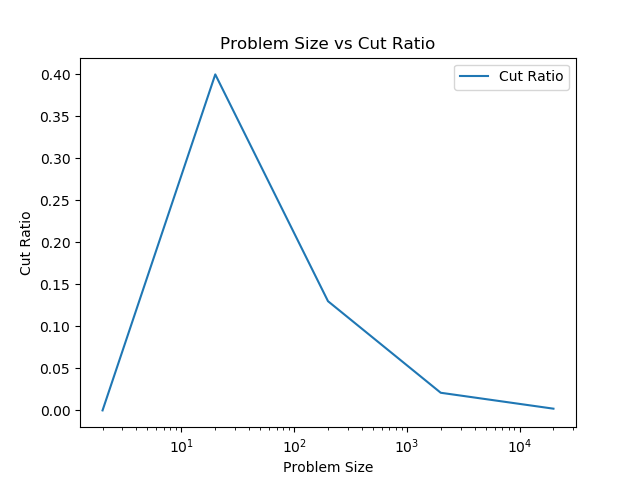 Problem Size vs Cut Ratio
Cut Ratio
0.40
0.35
0.30
0.25
0.20
0.15
0.10
0.05
0.00
Cut Ratio
10¹ 10² 10³ 10⁴
Problem Size